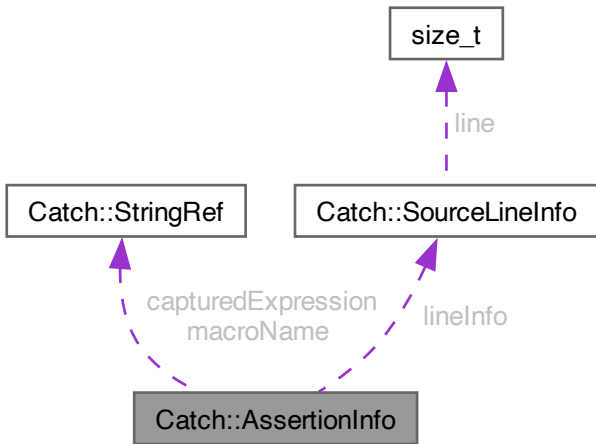 size_t
line
Catch::StringRef
Catch::SourceLineInfo
capturedExpression
macroName
lineInfo
Catch::AssertionInfo